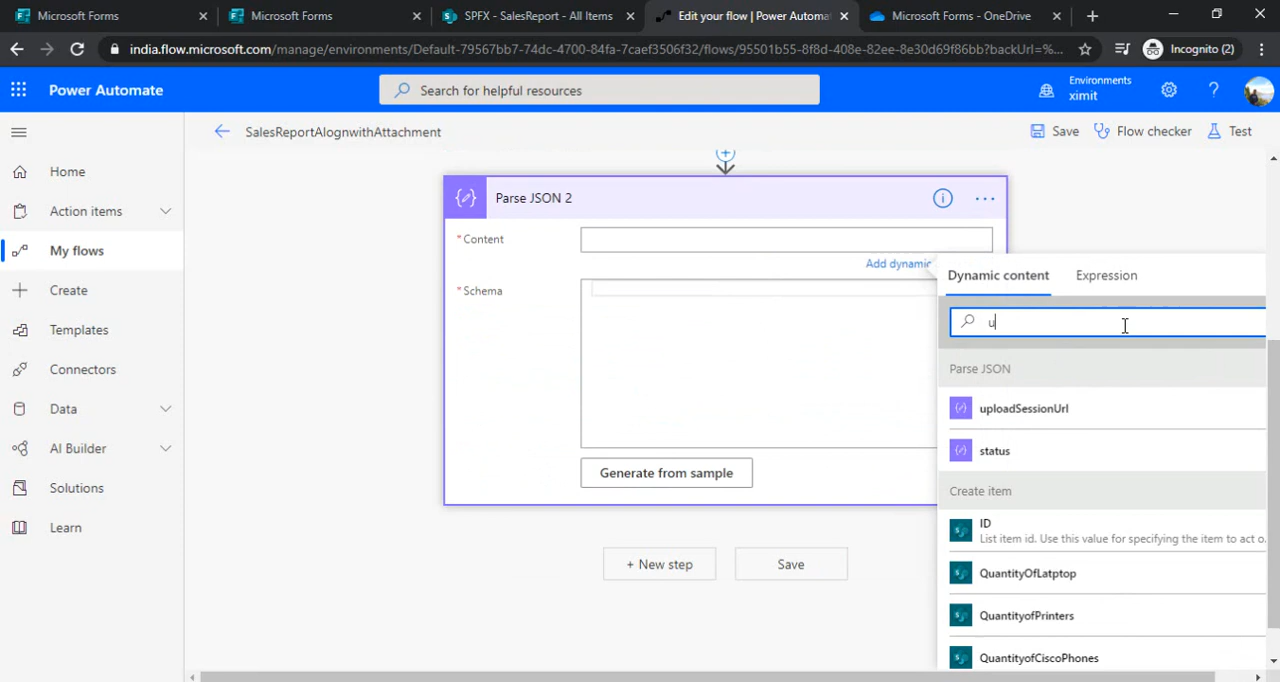 Microsoft Forms
Microsoft Forms
SPFX - SalesReport - All Items
Edit your flow | Power Automat
Microsoft Forms - OneDrive
india.flow.microsoft.com/manage/environments/Default-79567bb7-74dc-4700-84fa-7caef3506f32/flows/95501b55-8f8d-408e-82ee-8e30d69f86bb?backUrl=%...
Incognito (2)
Power Automate
Search for helpful resources
Environments
ximit
SalesReportAlognwithAttachment
Save
Flow checker
Test
Home
Action items
My flows
Create
Templates
Connectors
Data
AI Builder
Solutions
Learn
Parse JSON 2
* Content
Add dynamic
* Schema
Generate from sample
+ New step
Save
Dynamic content
Expression
u
Parse JSON
uploadSessionUrl
status
Create item
ID
List item id. Use this value for specifying the item to act o.
QuantityOfLatptop
QuantityofPrinters
QuantityofCiscoPhones